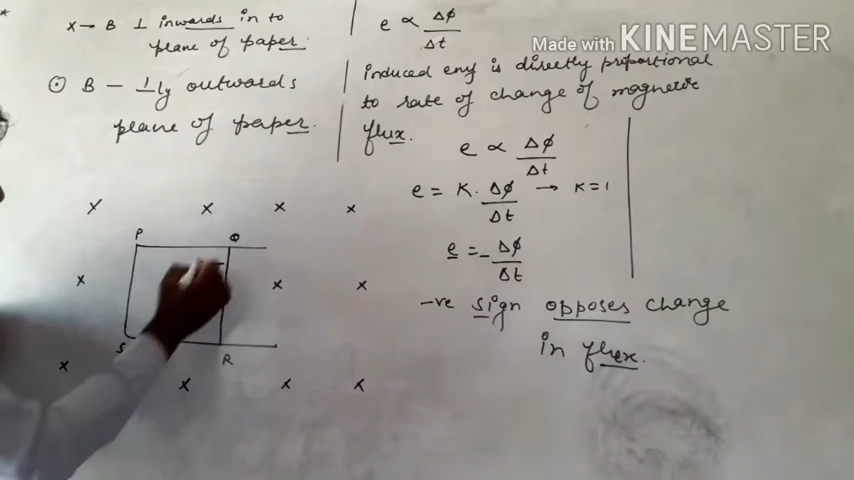 x → B ⊥ inwards in to
plane of paper.
⊙ B - ⊥ly outwards
plane of paper.
e ∝ Δϕ/Δt
Made with KINEMASTER
induced emf is directly proportional
to rate of change of magnetic
flux.
e ∝ Δϕ/Δt
e = K. Δϕ/Δt → K=1
e = -Δϕ/Δt
-ve sign opposes change
in flux.
x x x x
P Q
x x x
S R
x x x x